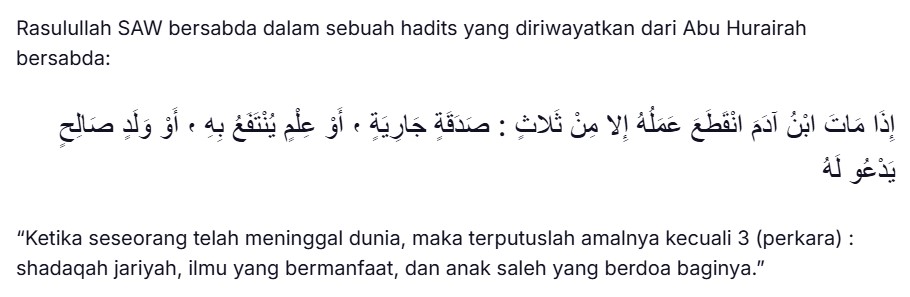 Rasulullah SAW bersabda dalam sebuah hadits yang diriwayatkan dari Abu Hurairah
bersabda:
إِذَا مَاتَ ابْنُ آدَمَ انْقَطَعَ عَمَلُهُ إِلا مِنْ ثَلاثٍ : صَدَقَةٍ جَارِيَةٍ ، أَوْ عِلْمٍ يُنْتَفَعُ بِهِ ، أَوْ وَلَدٍ صَالِحٍ
يَدْعُو لَهُ
“Ketika seseorang telah meninggal dunia, maka terputuslah amalnya kecuali 3 (perkara) :
shadaqah jariyah, ilmu yang bermanfaat, dan anak saleh yang berdoa baginya.”